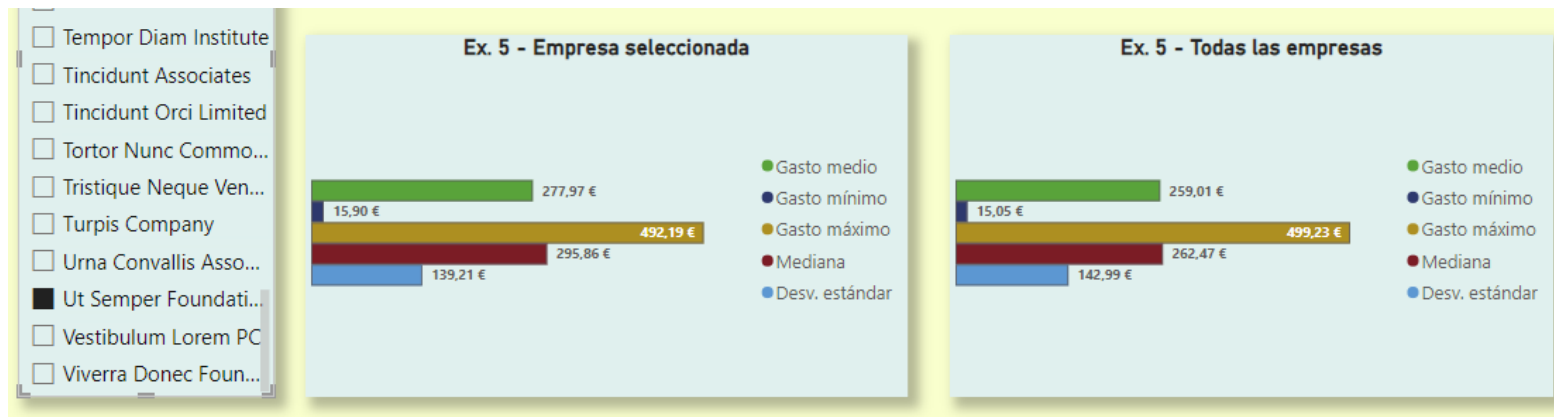 Tempor Diam Institute
Tincidunt Associates
Tincidunt Orci Limited
Tortor Nunc Commo...
Tristique Neque Ven...
Turpis Company
Urna Convallis Asso...
Ut Semper Foundati...
Vestibulum Lorem PC
Viverra Donec Foun...
Ex. 5 - Empresa seleccionada
277,97 €
15,90 €
492,19 €
295,86 €
139,21 €
Gasto medio
Gasto mínimo
Gasto máximo
Mediana
Desv. estándar
Ex. 5 - Todas las empresas
259,01 €
15,05 €
499,23 €
262,47 €
142,99 €
Gasto medio
Gasto mínimo
Gasto máximo
Mediana
Desv. estándar